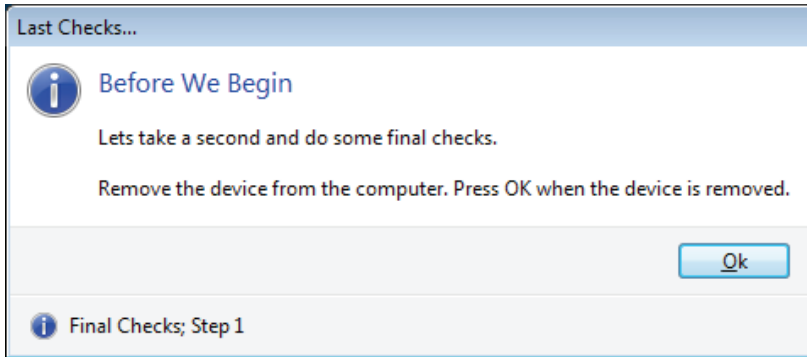 Last Checks...
Before We Begin
Lets take a second and do some final checks.
Remove the device from the computer. Press OK when the device is removed.
Ok
Final Checks; Step 1